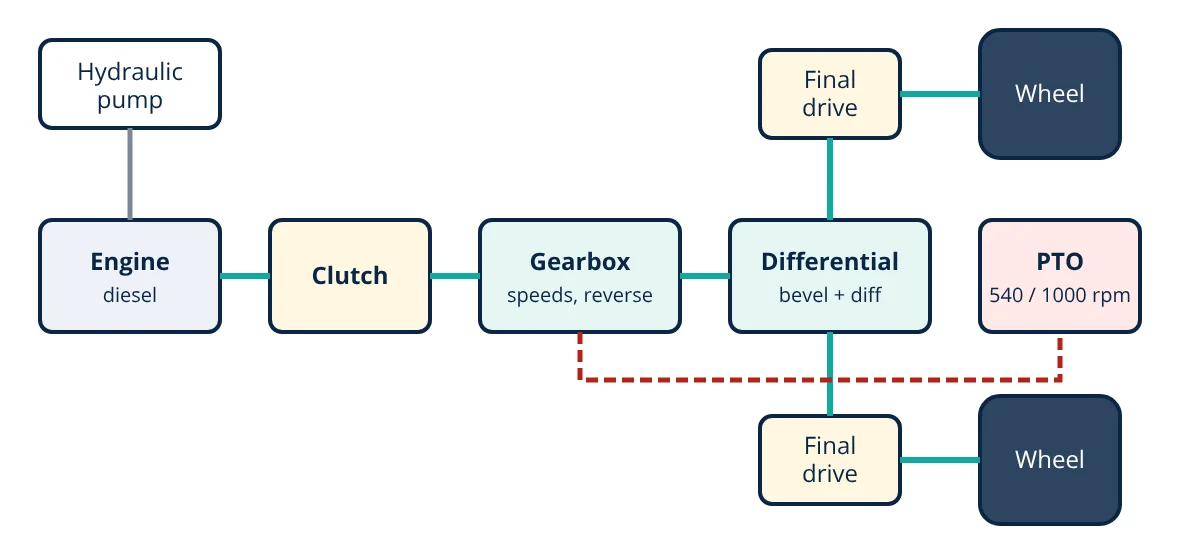 Hydraulic
pump
Final
drive
Wheel
Engine
diesel
Clutch
Gearbox
speeds, reverse
Differential
bevel + diff
PTO
540 / 1000 rpm
Final
drive
Wheel